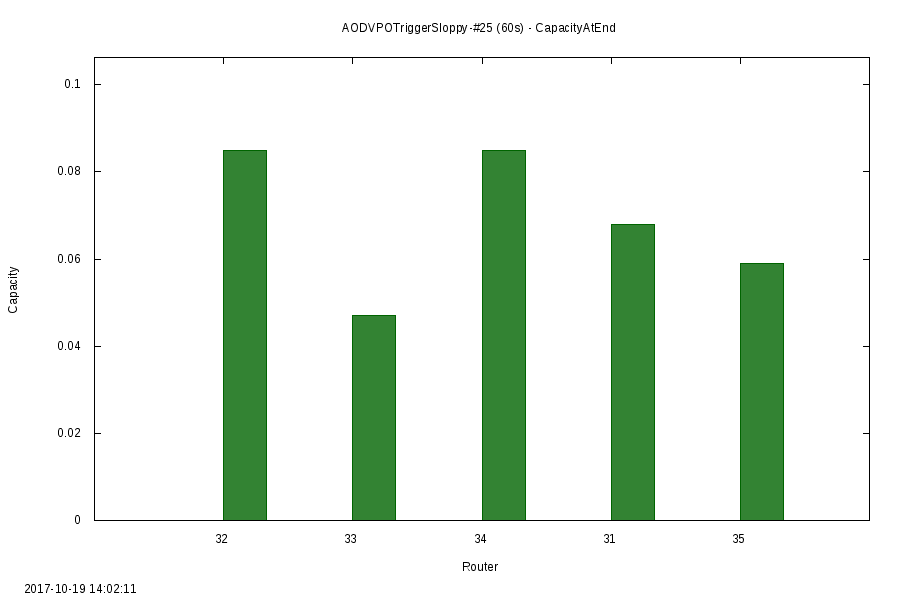 AODVPOTriggerSloppy-#25 (60s) - CapacityAtEnd
0.1
0.08
0.06
0.04
0.02
0
Capacity
32 33 34 31 35
Router
2017-10-19 14:02:11